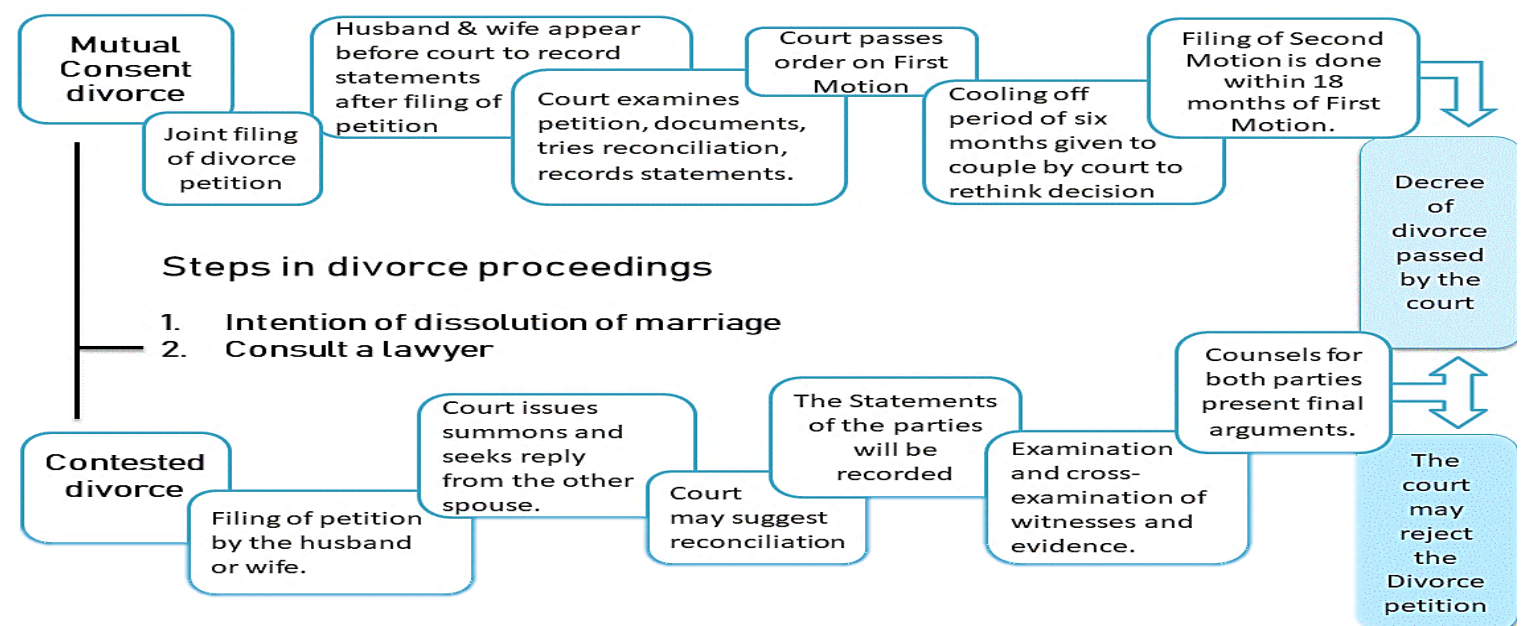 Mutual
Consent
divorce
Joint filing
of divorce
petition
Husband & wife appear
before court to record
statements
after filing of
petition
Court examines
petition, documents,
tries reconciliation,
records statements.
Court passes
order on First
Motion
Cooling off
period of six
months given to
couple by court to
rethink decision
Filing of Second
Motion is done
within 18
months of First
Motion.
Decree
of
divorce
passed
by the
court
Steps in divorce proceedings
1. Intention of dissolution of marriage
2. Consult a lawyer
Contested
divorce
Filing of petition
by the husband
or wife.
Court issues
summons and
seeks reply
from the other
spouse.
Court
may suggest
reconciliation
The Statements
of the parties
will be
recorded
Examination
and cross-
examination of
witnesses and
evidence.
Counsels for
both parties
present final
arguments.
The
court
may
reject
the
Divorce
petition